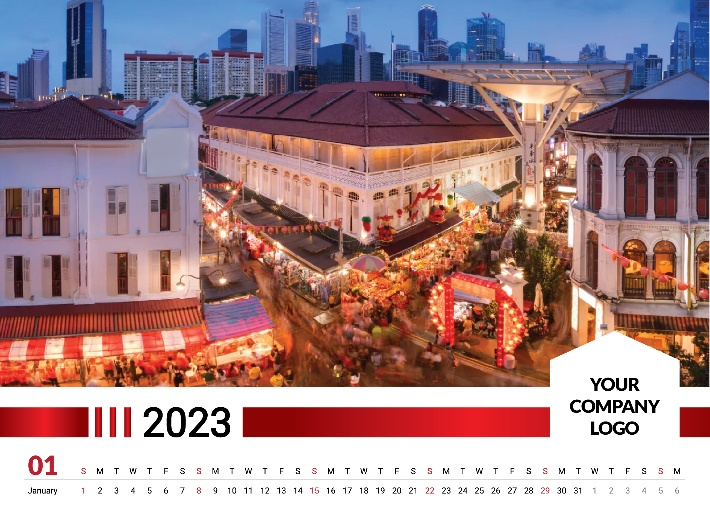 2023
YOUR
COMPANY
LOGO
01 S M T W T F S S M T W T F S S M T W T F S S M T W T F S S M T W T F S M
January 1 2 3 4 5 6 7 8 9 10 11 12 13 14 15 16 17 18 19 20 21 22 23 24 25 26 27 28 29 30 31 1 2 3 4 5 6